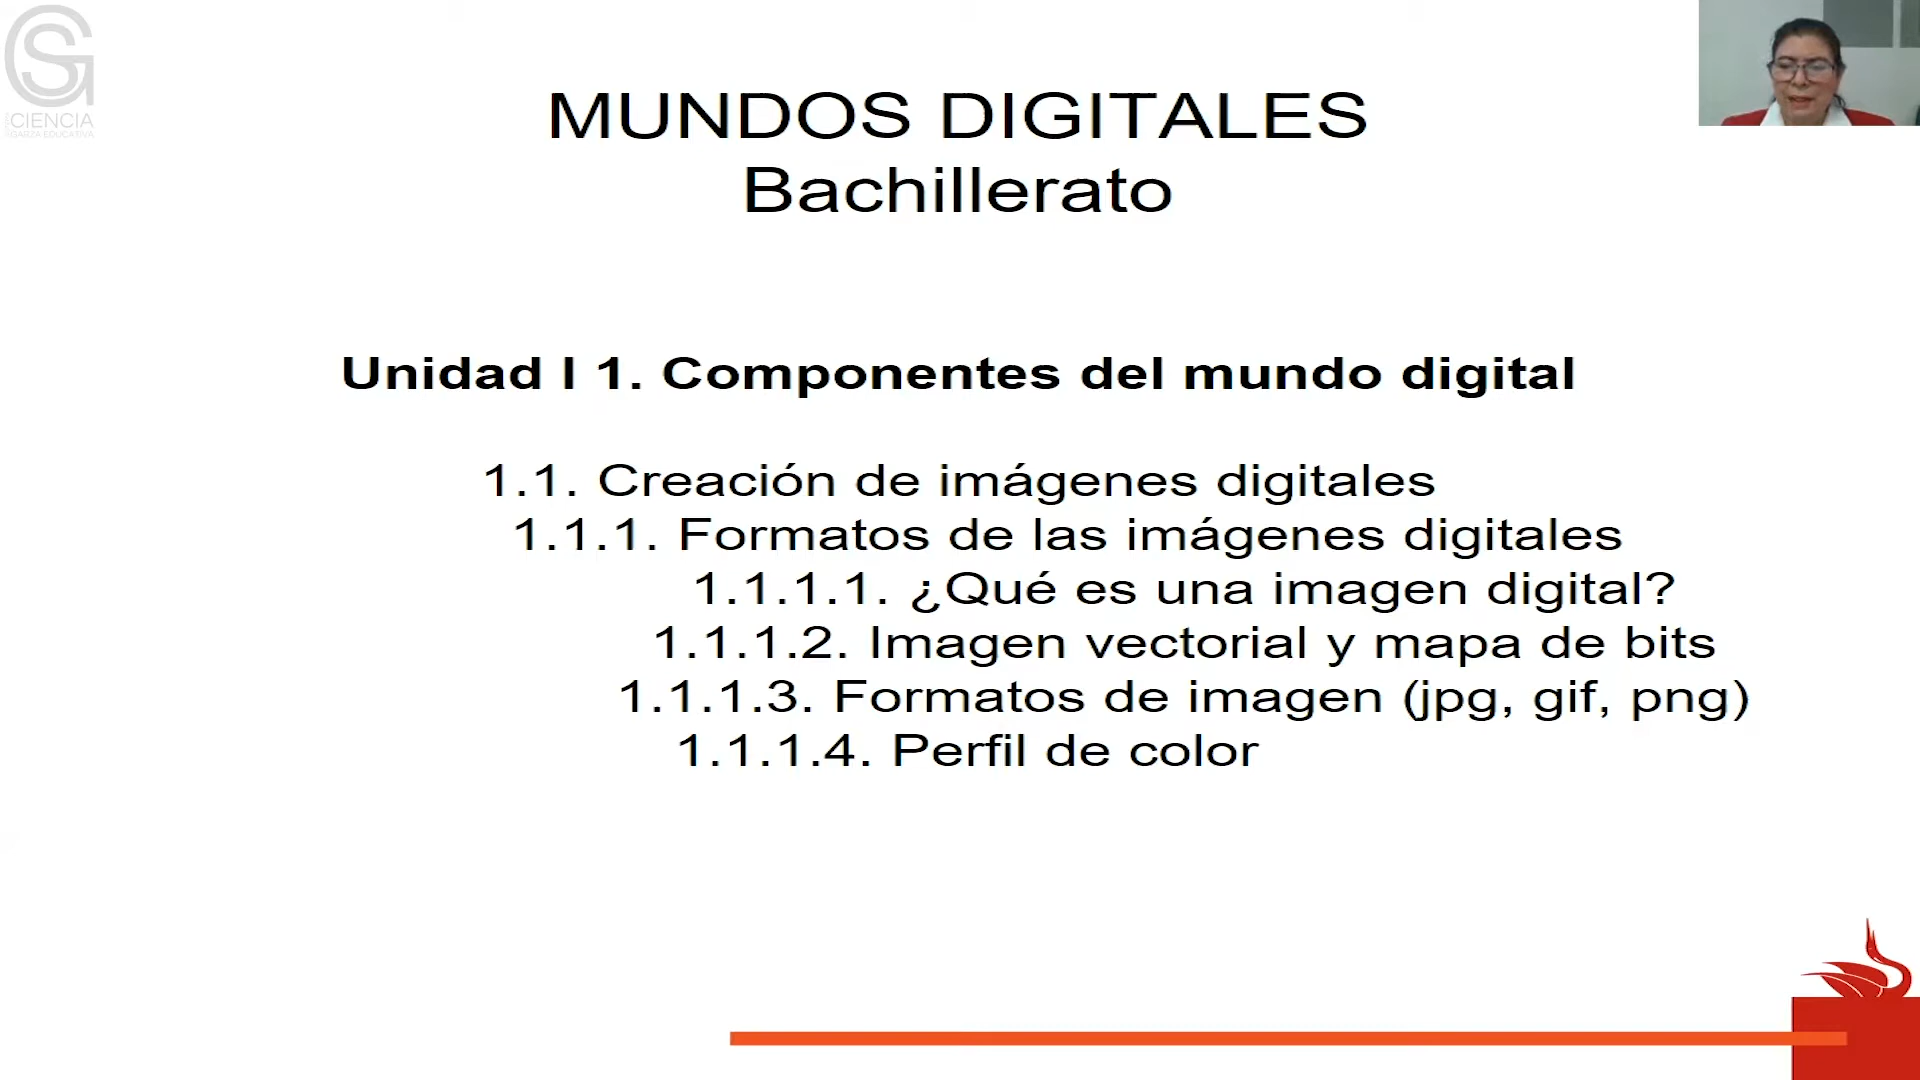 CIENCIA
GARZA EDUCATIVA
MUNDOS DIGITALES
Bachillerato
Unidad I 1. Componentes del mundo digital
1.1. Creación de imágenes digitales
1.1.1. Formatos de las imágenes digitales
1.1.1.1. ¿Qué es una imagen digital?
1.1.1.2. Imagen vectorial y mapa de bits
1.1.1.3. Formatos de imagen (jpg, gif, png)
1.1.1.4. Perfil de color